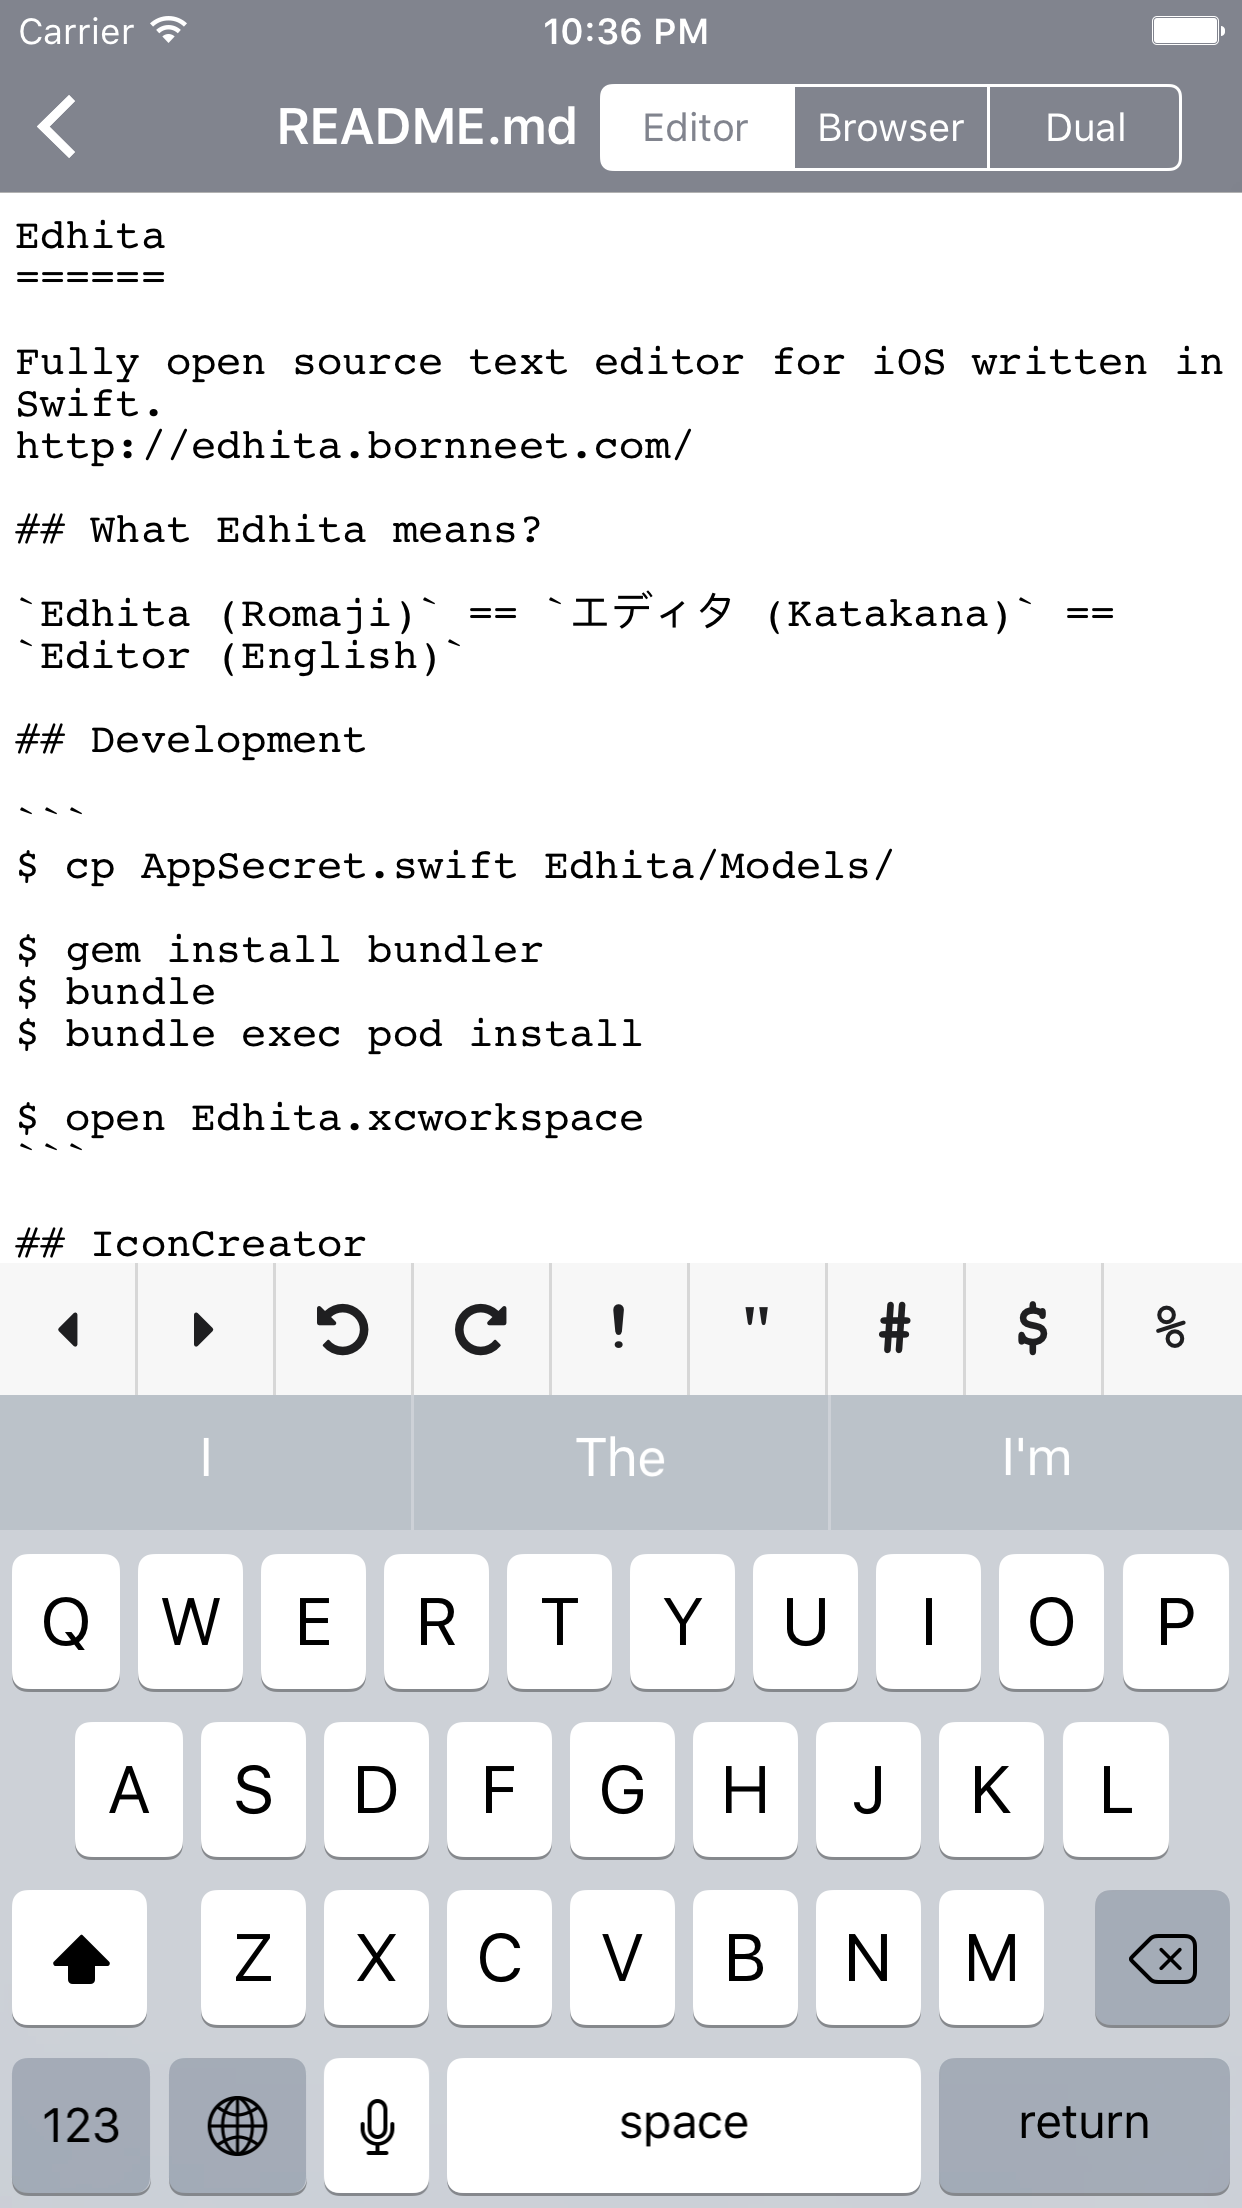 Carrier 10:36 PM
README.md Editor Browser Dual
Edhita
======
Fully open source text editor for iOS written in
Swift.
http://edhita.bornneet.com/
## What Edhita means?
`Edhita (Romaji)` == `エディタ (Katakana)` ==
`Editor (English)`
## Development
```
$ cp AppSecret.swift Edhita/Models/
$ gem install bundler
$ bundle
$ bundle exec pod install
$ open Edhita.xcworkspace
```
## IconCreator
! " # $ %
I The I'm
Q W E R T Y U I O P
A S D F G H J K L
Z X C V B N M
123 space return